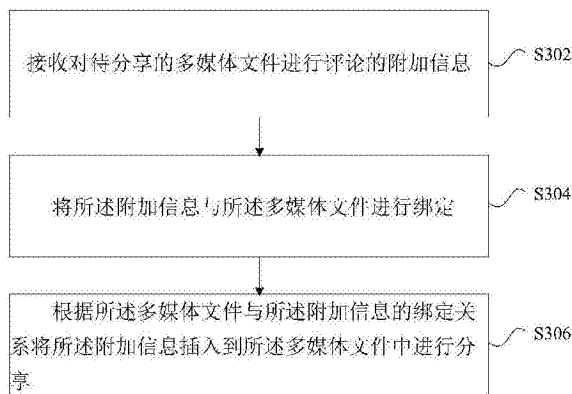 接收对待分享的多媒体文件进行评论的附加信息
S302
将所述附加信息与所述多媒体文件进行绑定
S304
根据所述多媒体文件与所述附加信息的绑定关
系将所述附加信息插入到所述多媒体文件中进行分
享
S306